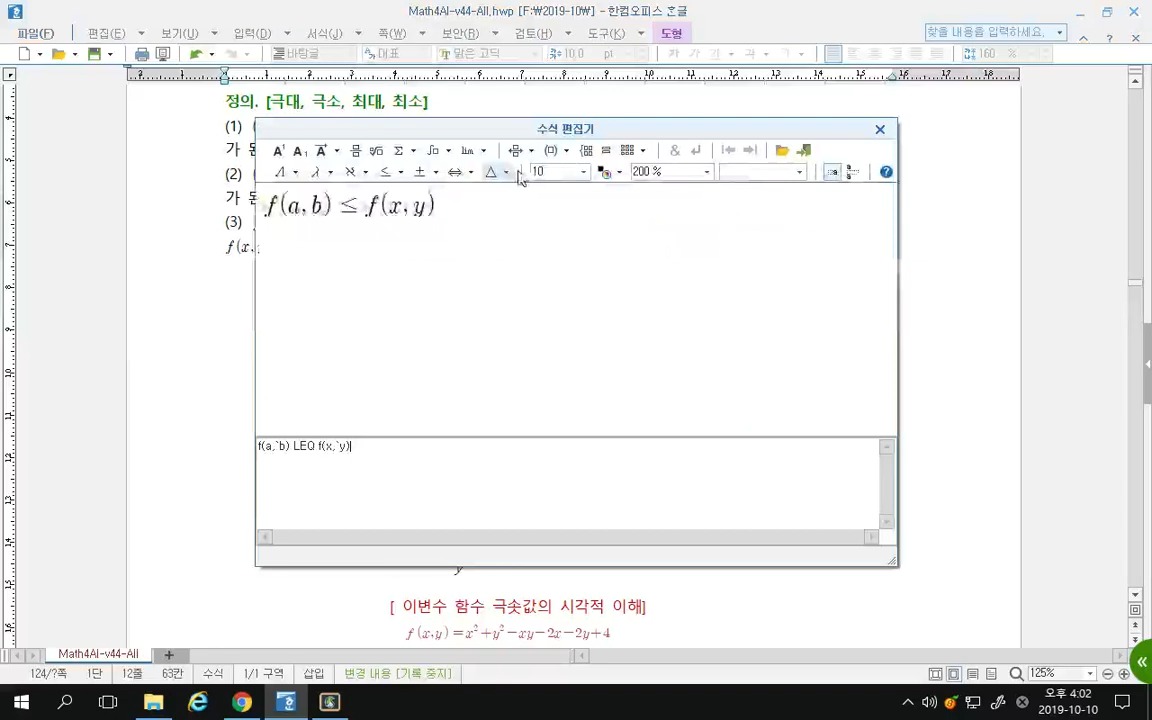 Math4AI-v44-All.hwp [F:₩2019-10₩] - 한컴오피스 한글
파일(F) 편집(E) 보기(U) 입력(D) 서식(J) 쪽(W) 보안(R) 검토(H) 도구(K) 도형 찾을 내용을 입력하세요.
바탕글 대표 맑은 고딕 10.0 pt 160 %
정의. [극대, 극소, 최대, 최소]
(1)
가
(2)
가
(3)
f(x,
수식 편집기
10 200 %
f(a, b) ≤ f(x, y)
f(a,`b) LEQ f(x,`y)
y
[ 이변수 함수 극솟값의 시각적 이해]
f(x,y)=x²+y²−xy−2x−2y+4
Math4AI-v44-All
124/?쪽 1단 12줄 63칸 수식 1/1 구역 삽입 변경 내용 [기록 중지] 125%
오후 4:02
2019-10-10